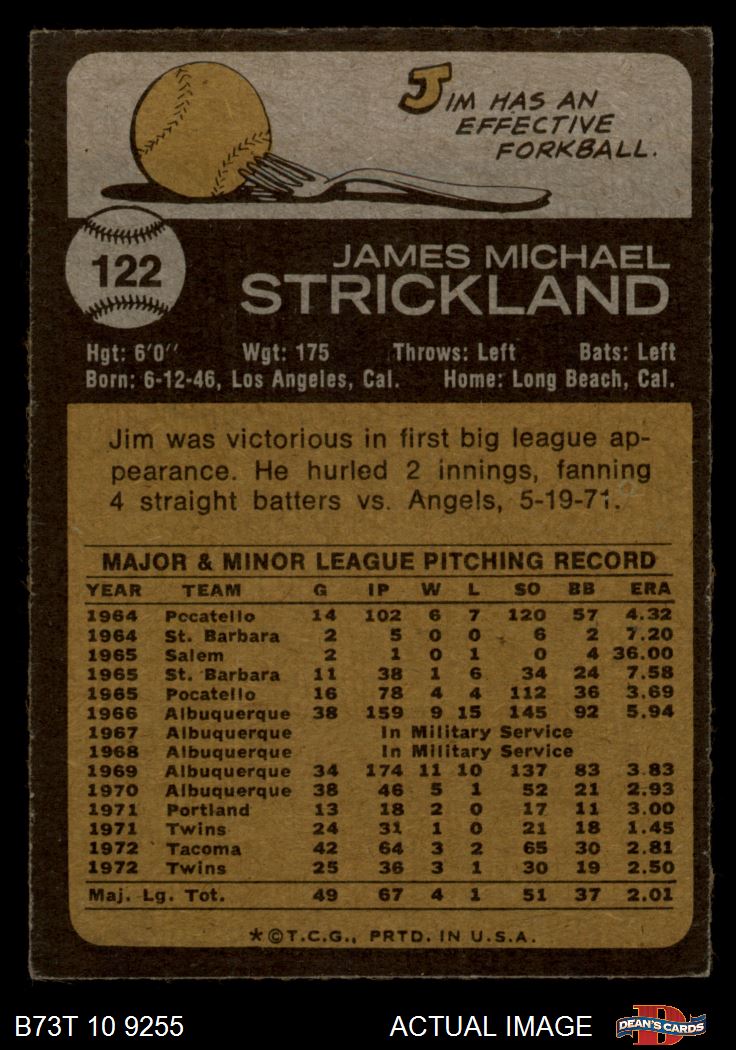 JIM HAS AN
EFFECTIVE
FORKBALL.
122
JAMES MICHAEL
STRICKLAND
Hgt: 6'0" Wgt: 175 Throws: Left Bats: Left
Born: 6-12-46, Los Angeles, Cal. Home: Long Beach, Cal.
Jim was victorious in first big league ap-
pearance. He hurled 2 innings, fanning
4 straight batters vs. Angels, 5-19-71.
MAJOR & MINOR LEAGUE PITCHING RECORD
YEAR TEAM G IP W L SO BB ERA
1964 Pocatello 14 102 6 7 120 57 4.32
1964 St. Barbara 2 5 0 0 6 2 7.20
1965 Salem 2 1 0 1 0 4 36.00
1965 St. Barbara 11 38 1 6 34 24 7.58
1965 Pocatello 16 78 4 4 112 36 3.69
1966 Albuquerque 38 159 9 15 145 92 5.94
1967 Albuquerque In Military Service
1968 Albuquerque In Military Service
1969 Albuquerque 34 174 11 10 137 83 3.83
1970 Albuquerque 38 46 5 1 52 21 2.93
1971 Portland 13 18 2 0 17 11 3.00
1971 Twins 24 31 1 0 21 18 1.45
1972 Tacoma 42 64 3 2 65 30 2.81
1972 Twins 25 36 3 1 30 19 2.50
Maj. Lg. Tot. 49 67 4 1 51 37 2.01
*©T.C.G., PRTD. IN U.S.A.
B73T 10 9255 ACTUAL IMAGE D DEAN'S CARDS